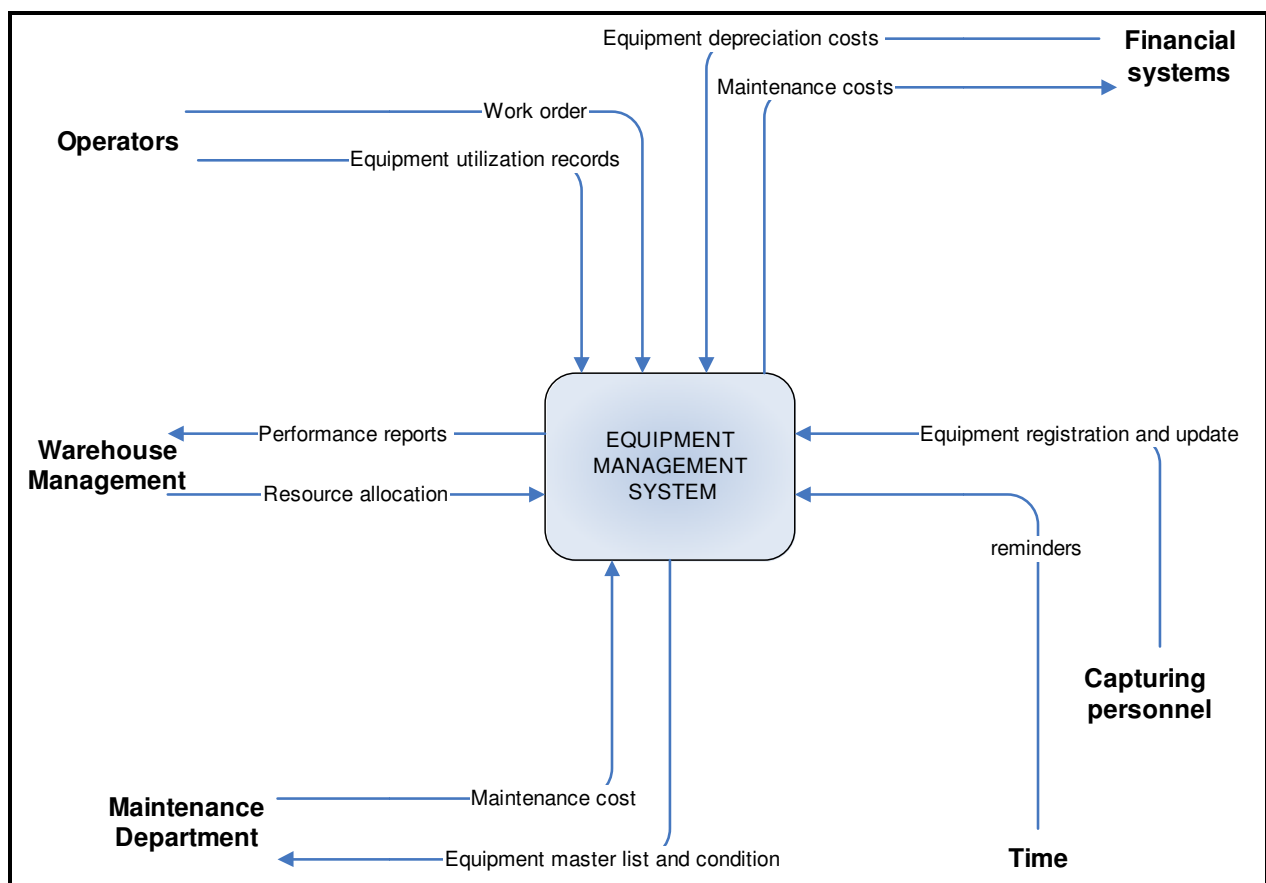 Equipment depreciation costs
Financial
systems
Maintenance costs
Work order
Operators
Equipment utilization records
Performance reports
Warehouse
Management
Resource allocation
EQUIPMENT
MANAGEMENT
SYSTEM
Equipment registration and update
reminders
Capturing
personnel
Maintenance
Department
Maintenance cost
Equipment master list and condition
Time